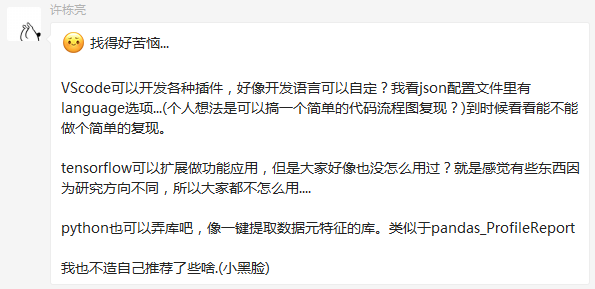 许栋亮
找得好苦恼...
VScode可以开发各种插件，好像开发语言可以自定？我看json配置文件里有
language选项...(个人想法是可以搞一个简单的代码流程图复现？)到时候看看能不能
做个简单的复现。
tensorflow可以扩展做功能应用，但是大家好像也没怎么用过？就是感觉有些东西因
为研究方向不同，所以大家都不怎么用....
python也可以弄库吧，像一键提取数据元特征的库。类似于pandas_ProfileReport
我也不造自己推荐了些啥.(小黑脸)